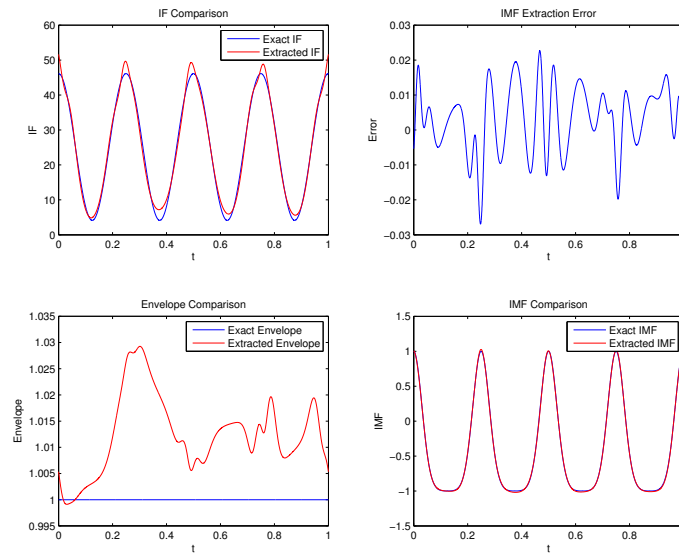 IF Comparison
60
50
40
30
20
10
0
IF
0
0.2
0.4
0.6
0.8
1
t
Exact IF
Extracted IF
IMF Extraction Error
0.03
0.02
0.01
0
−0.01
−0.02
−0.03
Error
0
0.2
0.4
0.6
0.8
t
Envelope Comparison
1.035
1.03
1.025
1.02
1.015
1.01
1.005
1
0.995
Envelope
0
0.2
0.4
0.6
0.8
1
t
Exact Envelope
Extracted Envelope
IMF Comparison
1.5
1
0.5
0
−0.5
−1
−1.5
IMF
0
0.2
0.4
0.6
0.8
t
Exact IMF
Extracted IMF